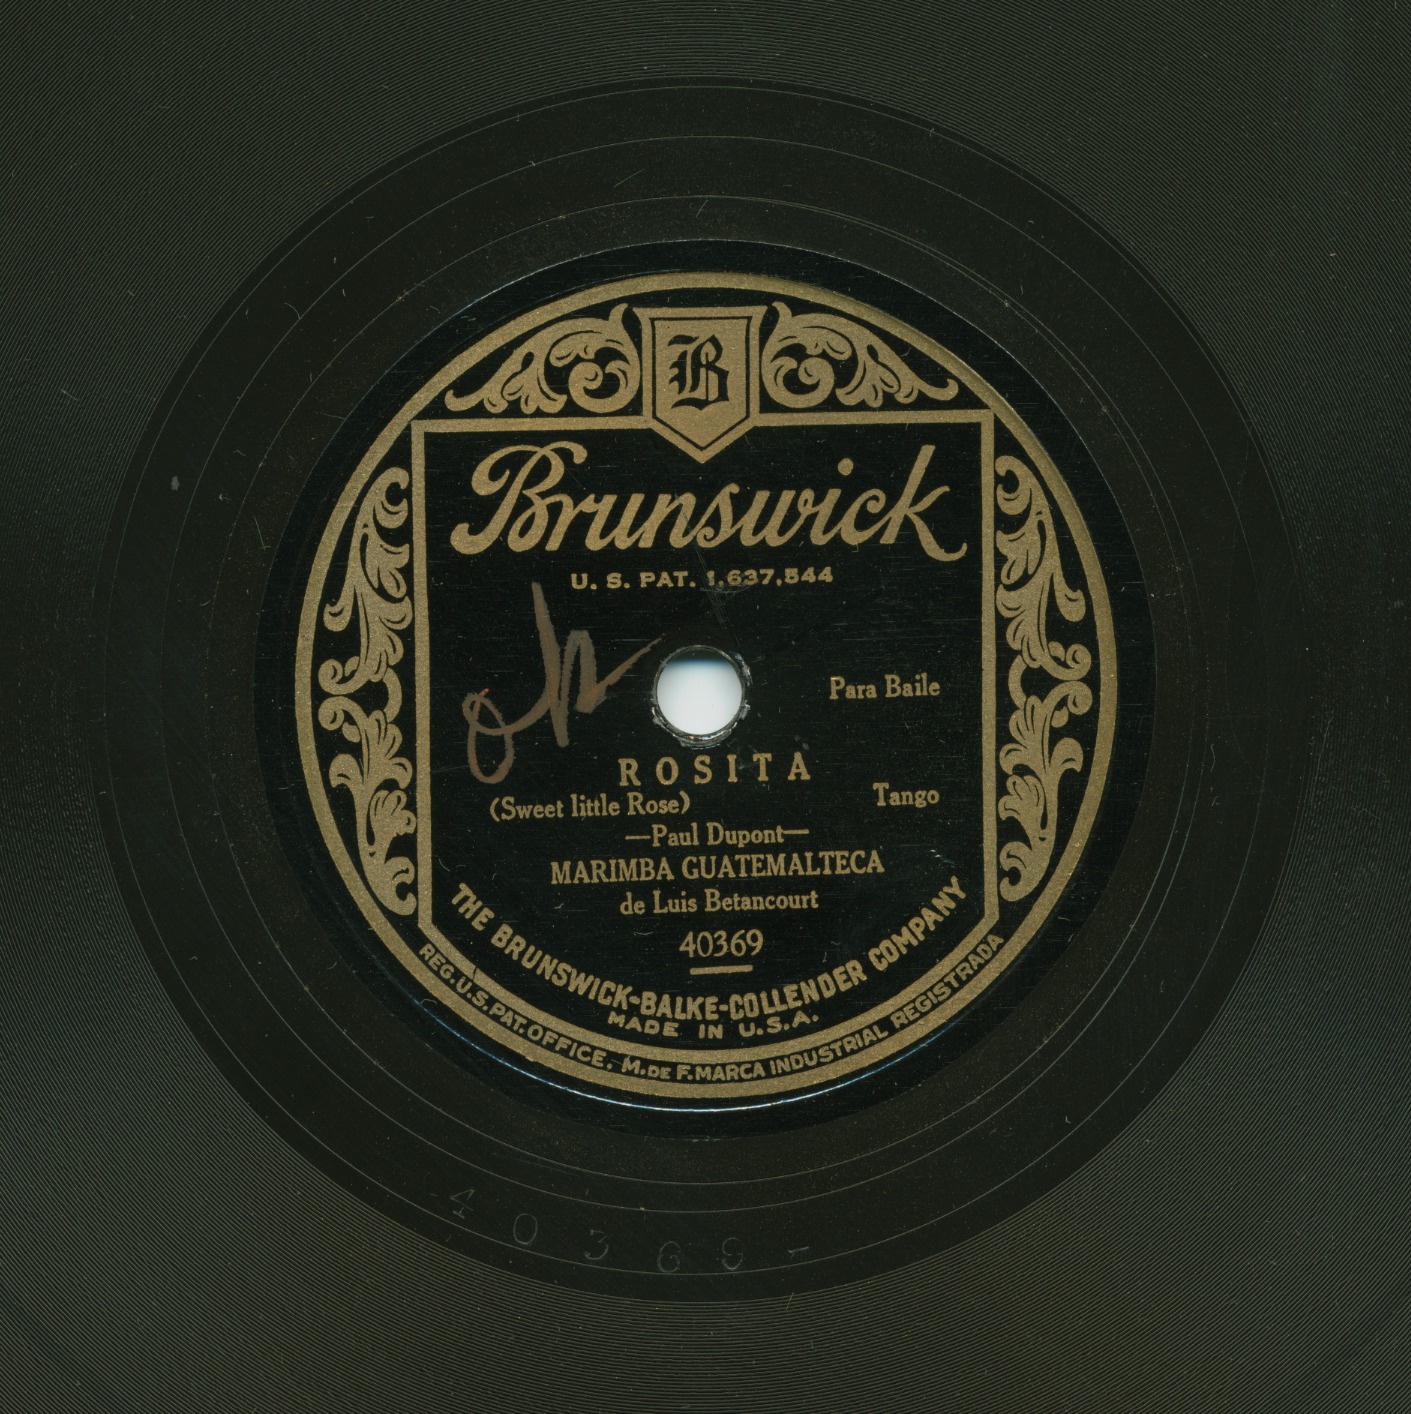 B
Brunswick
U. S. PAT. 1,637,544
Para Baile
ROSITA
(Sweet little Rose) Tango
—Paul Dupont—
MARIMBA GUATEMALTECA
de Luis Betancourt
40369
THE BRUNSWICK-BALKE-COLLENDER COMPANY
MADE IN U.S.A.
REG. U.S. PAT. OFFICE. M. DE F. MARCA INDUSTRIAL REGISTRADA
-40369-